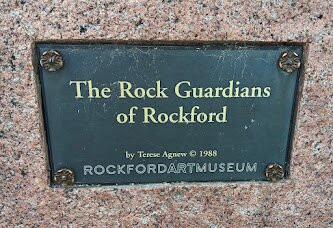 The Rock Guardians
of Rockford
by Terese Agnew © 1988
ROCKFORDARTMUSEUM